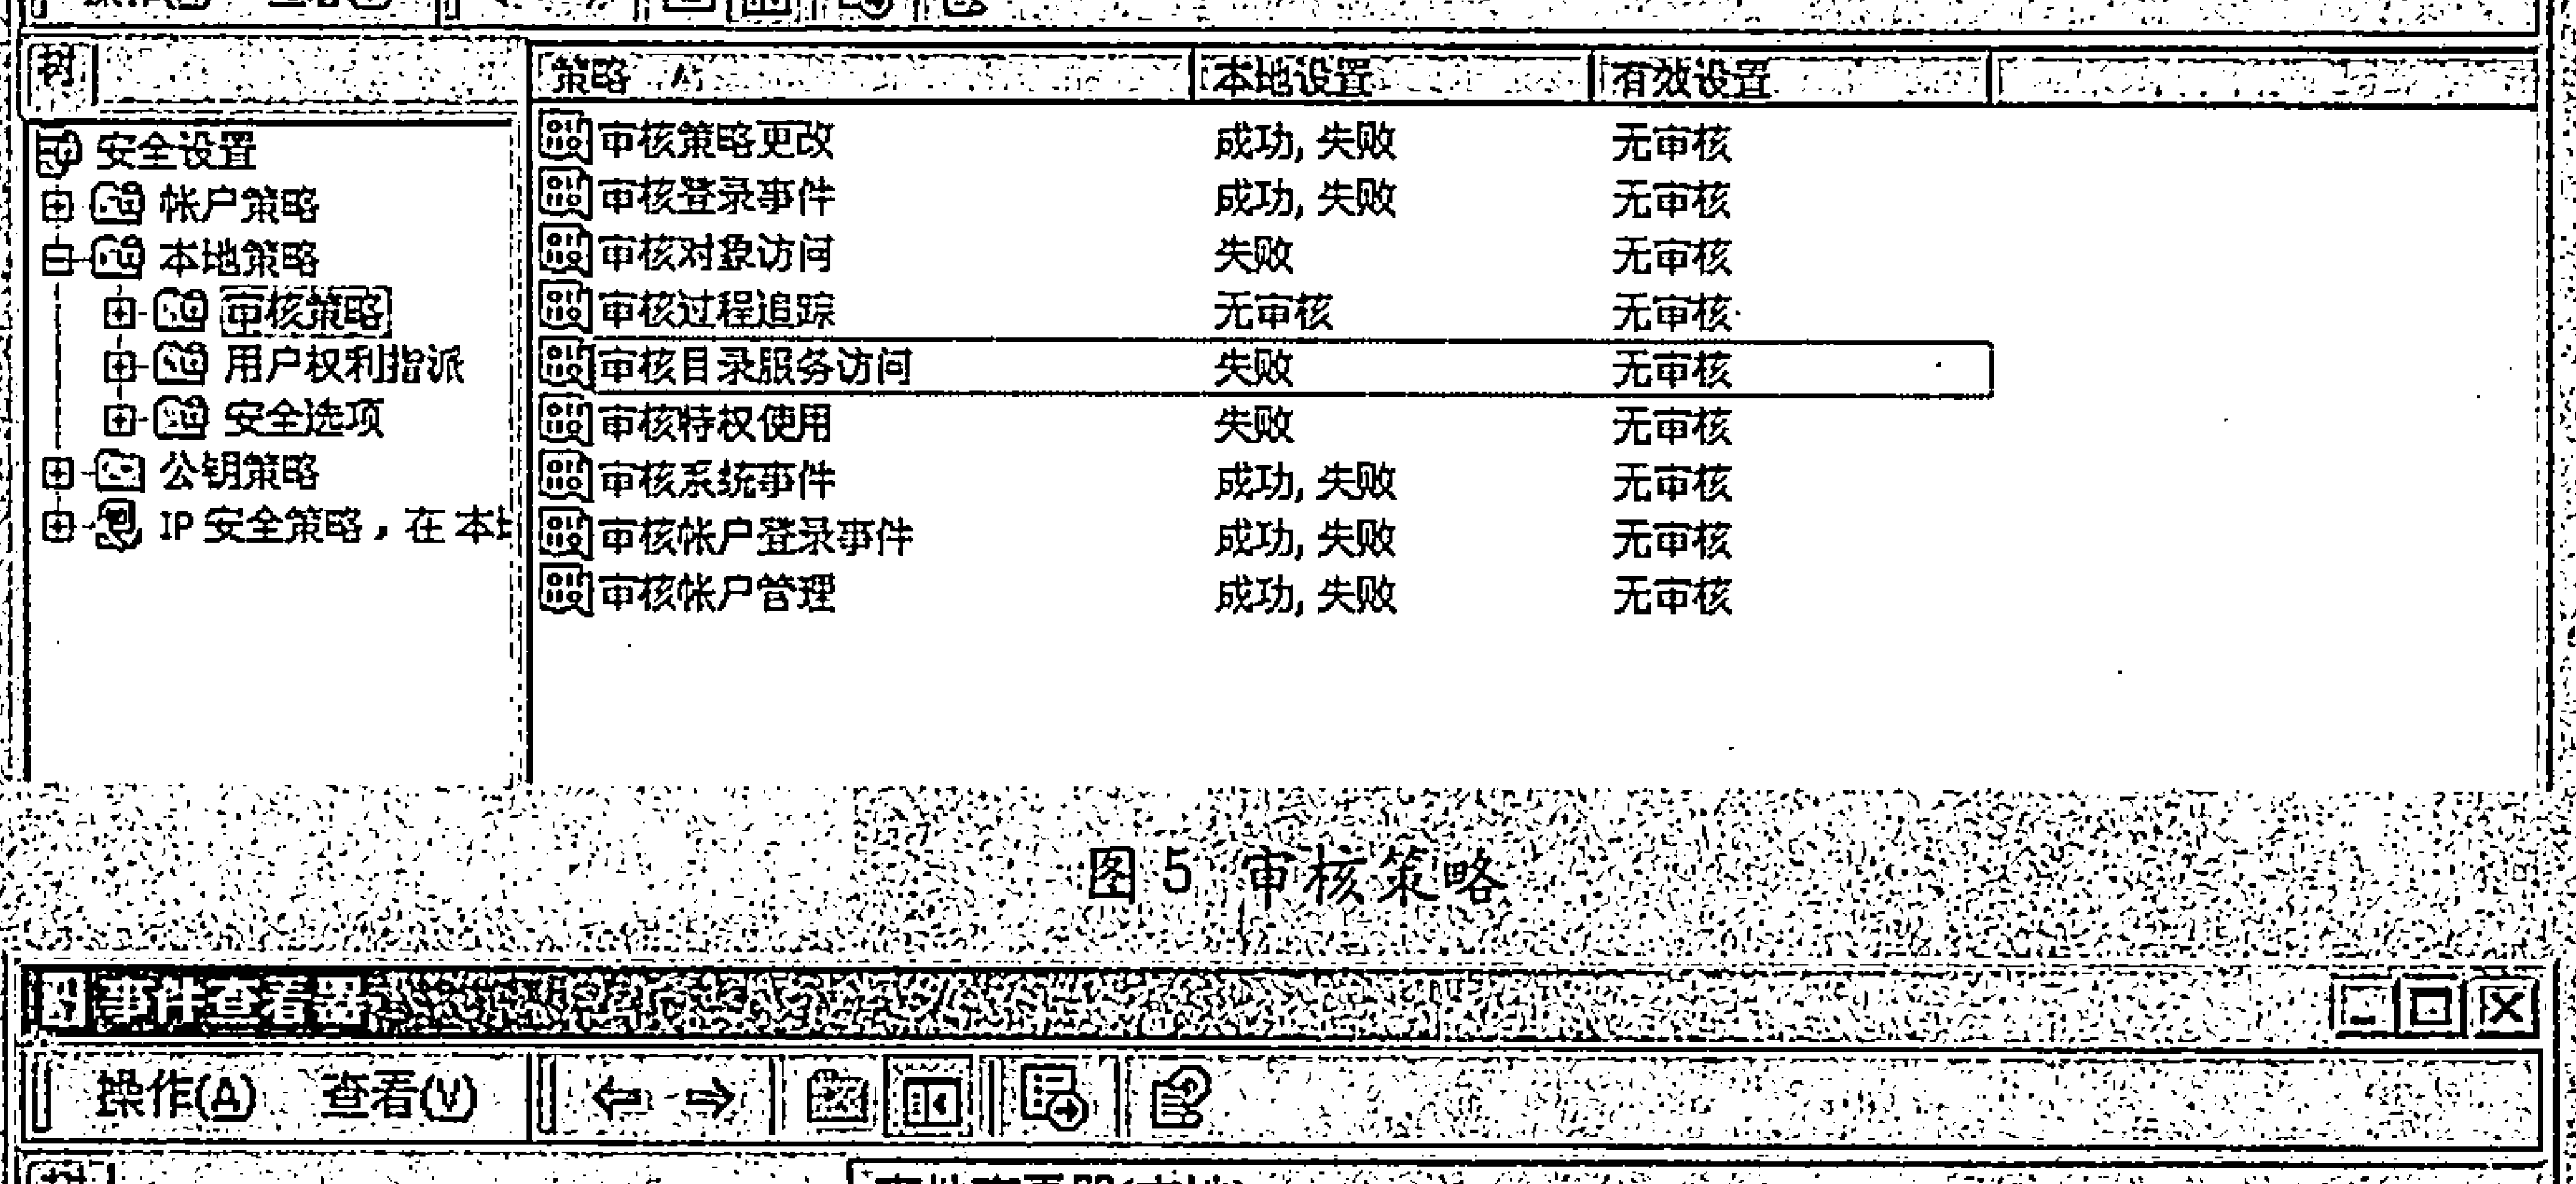 树
策略 本地设置 有效设置
安全设置
帐户策略
本地策略
审核策略
用户权利指派
安全选项
公钥策略
IP 安全策略，在 本
审核策略更改 成功, 失败 无审核
审核登录事件 成功, 失败 无审核
审核对象访问 失败 无审核
审核过程追踪 无审核 无审核
审核目录服务访问 失败 无审核
审核特权使用 失败 无审核
审核系统事件 成功, 失败 无审核
审核帐户登录事件 成功, 失败 无审核
审核帐户管理 成功, 失败 无审核
图 5 审核策略
事件查看器
操作(A) 查看(V)